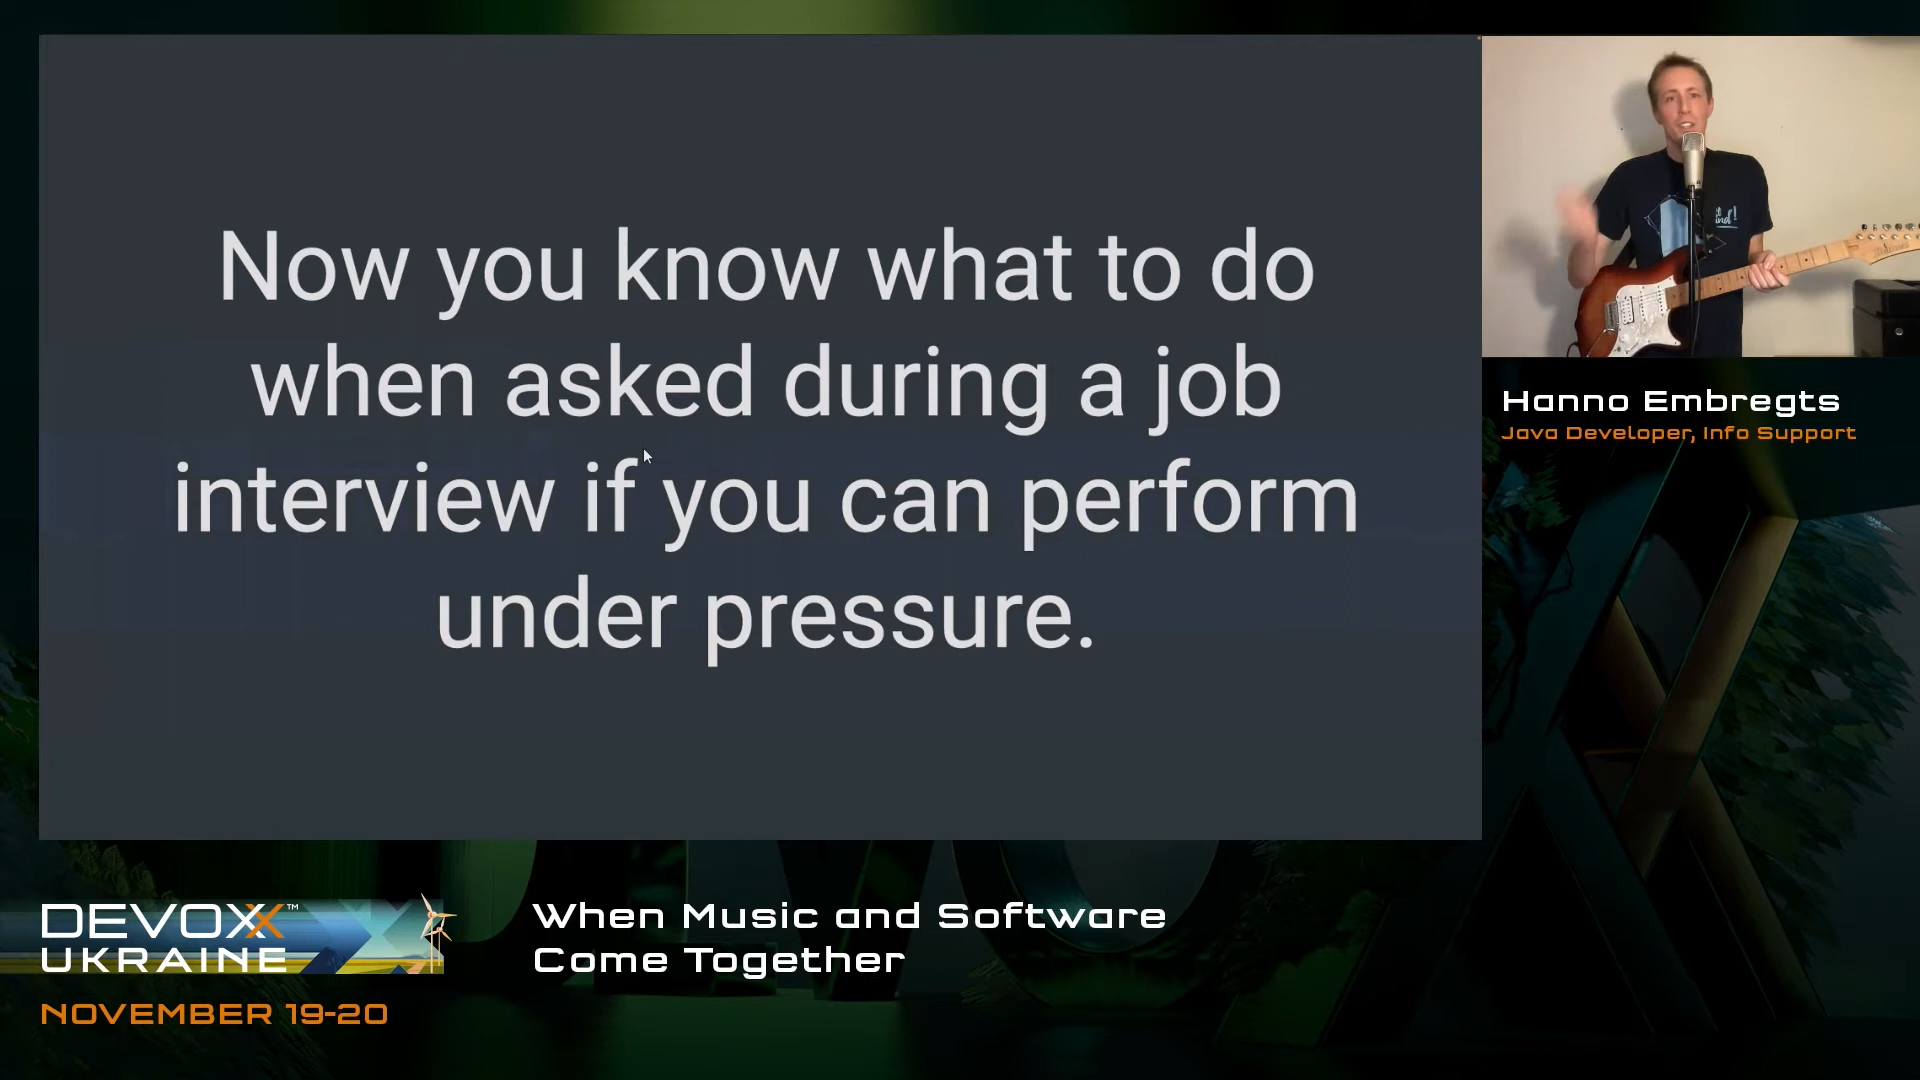 Now you know what to do
when asked during a job
interview if you can perform
under pressure.
Hanno Embregts
Java Developer, Info Support
DEVOXX™
UKRAINE
NOVEMBER 19-20
When Music and Software
Come Together